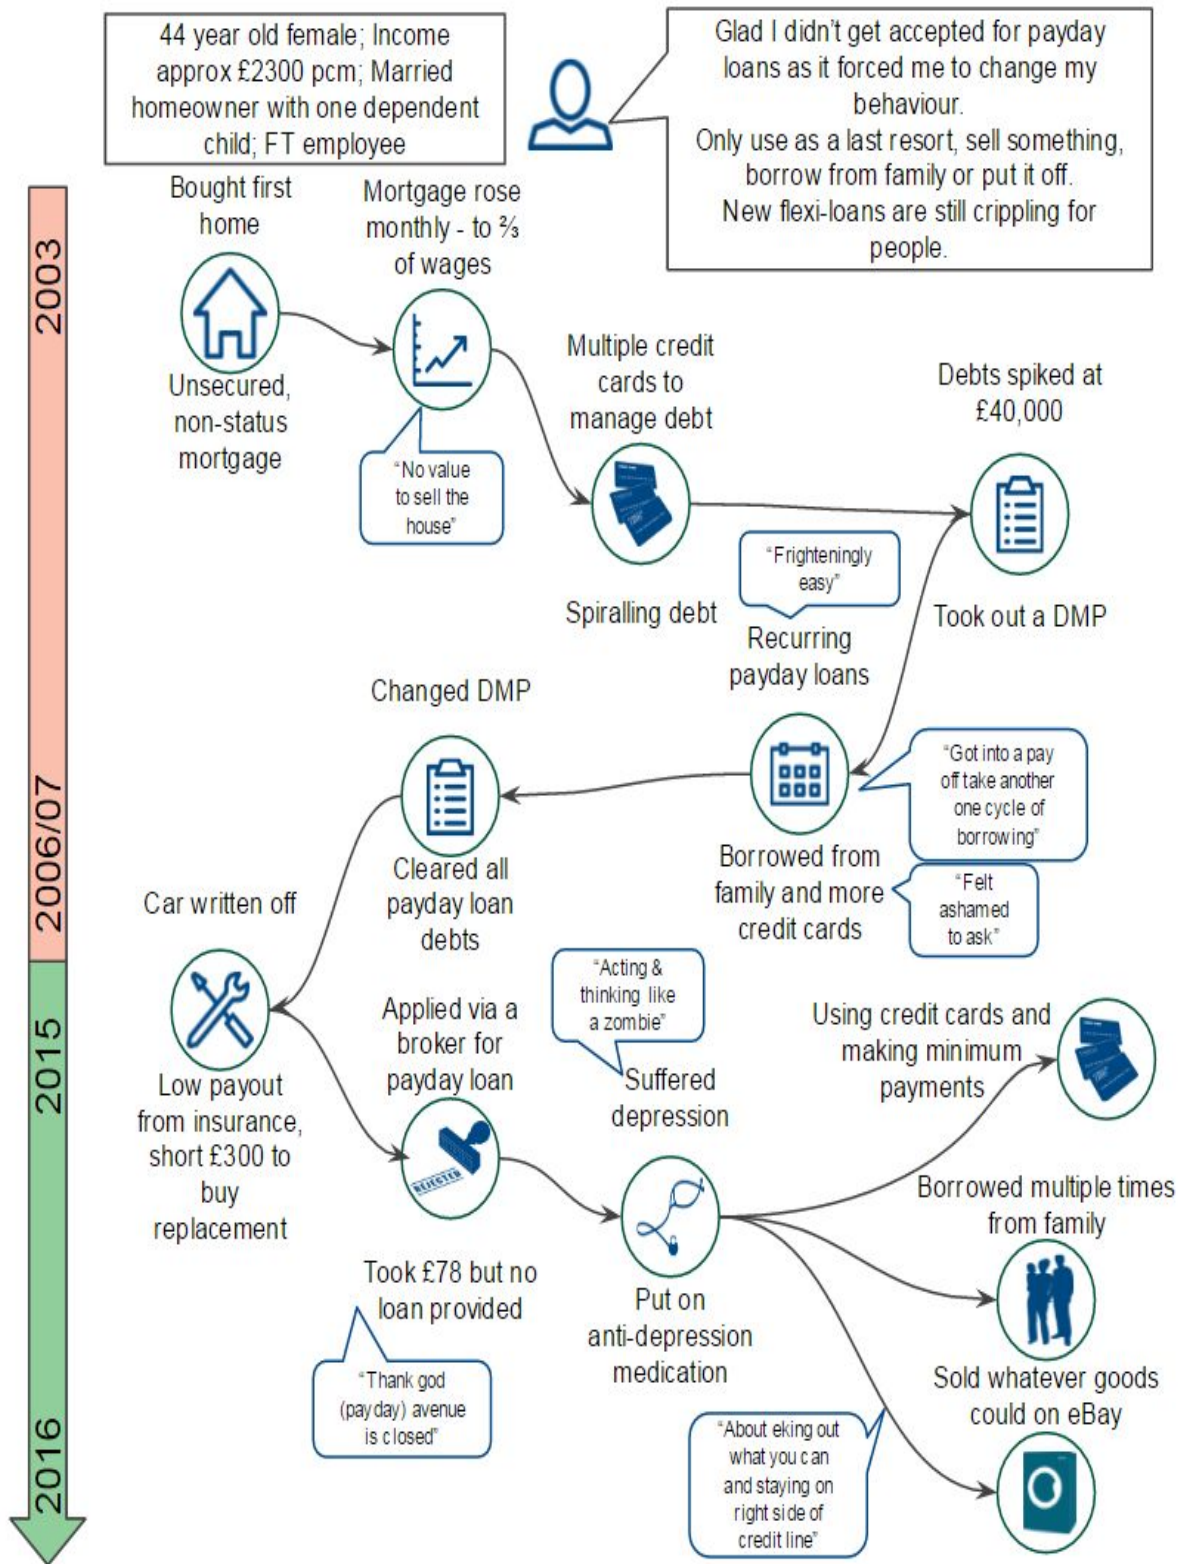 44 year old female; Income
approx £2300 pcm; Married
homeowner with one dependent
child; FT employee
Glad I didn't get accepted for payday
loans as it forced me to change my
behaviour.
Only use as a last resort, sell something,
borrow from family or put it off.
New flexi-loans are still crippling for
people.
2003
Bought first
home
Unsecured,
non-status
mortgage
Mortgage rose
monthly - to ⅔
of wages
"No value
to sell the
house"
Multiple credit
cards to
manage debt
Spiralling debt
Debts spiked at
£40,000
Took out a DMP
"Frighteningly
easy"
Recurring
payday loans
Borrowed from
family and more
credit cards
"Got into a pay
off take another
one cycle of
borrowing"
"Felt
ashamed
to ask"
2006/07
Changed DMP
Cleared all
payday loan
debts
Car written off
Low payout
from insurance,
short £300 to
buy
replacement
2015
Applied via a
broker for
payday loan
REJECTED
Took £78 but no
loan provided
"Thank god
(payday) avenue
is closed"
"Acting &
thinking like
a zombie"
Suffered
depression
Put on
anti-depression
medication
Using credit cards and
making minimum
payments
Borrowed multiple times
from family
Sold whatever goods
could on eBay
"About eking out
what you can
and staying on
right side of
credit line"
2016